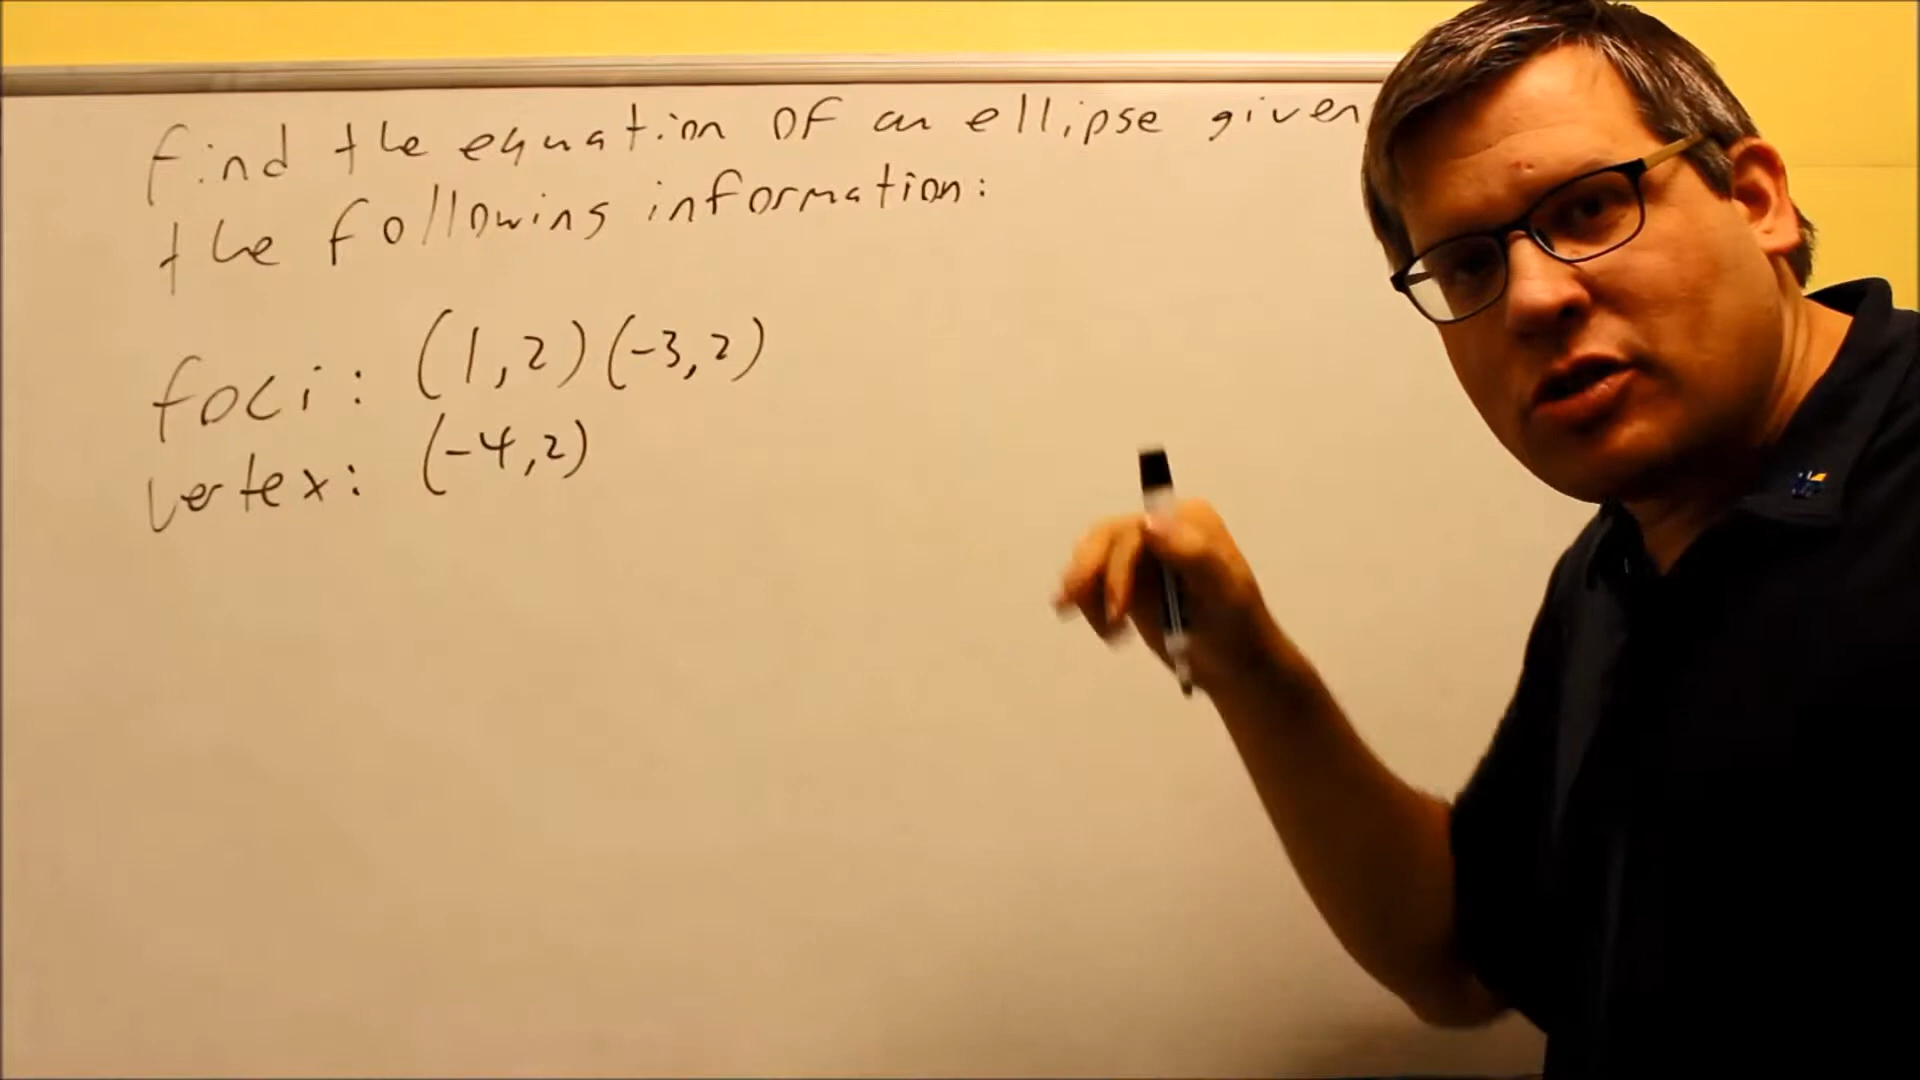 find the equation of an ellipse given
the following information:
foci: (1,2) (-3,2)
vertex: (-4,2)